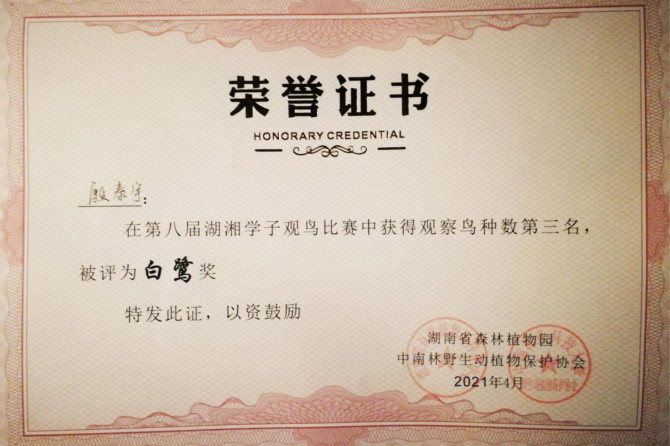 荣誉证书
HONORARY CREDENTIAL
殷泰宇:
在第八届湖湘学子观鸟比赛中获得观察鸟种数第三名，
被评为白鹭奖
特发此证，以资鼓励
湖南省森林植物园
中南林野生动植物保护协会
2021年4月